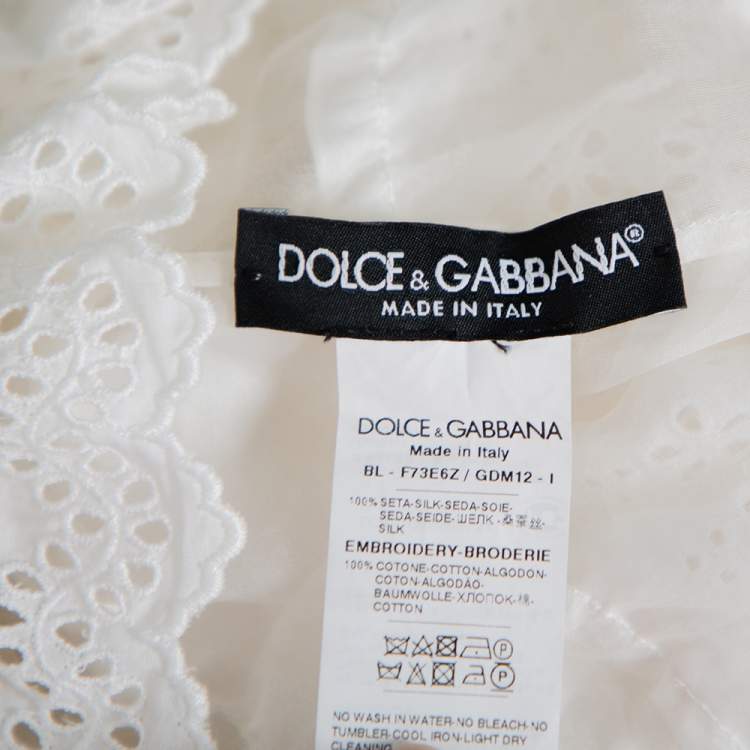 DOLCE & GABBANA®
MADE IN ITALY
DOLCE & GABBANA
Made in Italy
BL - F73E6Z / GDM12 - I
100% SETA-SILK-SEDA-SOIE-
SEDA-SEIDE-ШЕЛК -桑蚕丝-
SILK
EMBROIDERY-BRODERIE
100% COTONE-COTTON-ALGODON-
COTON-ALGODÃO-
BAUMWOLLE-ХЛОПОК-棉-
COTTON
P
P
NO WASH IN WATER-NO BLEACH-NO
TUMBLER-COOL IRON-LIGHT DRY
CLEANING